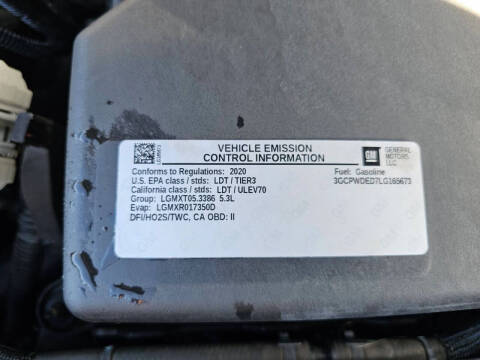 VEHICLE EMISSION
CONTROL INFORMATION
GM
GENERAL
MOTORS
LLC
Conforms to Regulations: 2020
Fuel: Gasoline
U.S. EPA class / stds: LDT / TIER3
3GCPWDED7LG165673
California class / stds: LDT / ULEV70
Group: LGMXT05.3386 5.3L
Evap: LGMXR017350D
DFI/HO2S/TWC, CA OBD: II